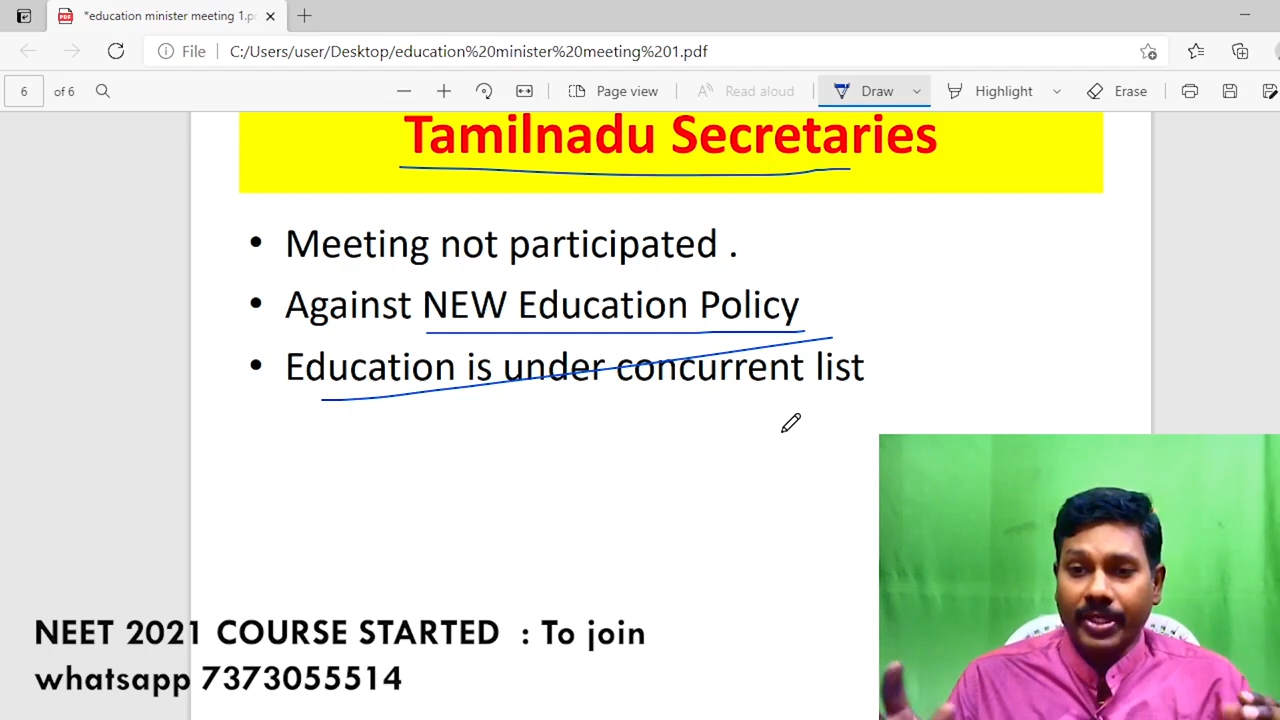 *education minister meeting 1.p
File
C:/Users/user/Desktop/education%20minister%20meeting%201.pdf
6 of 6
Page view
Read aloud
Draw
Highlight
Erase
Tamilnadu Secretaries
• Meeting not participated .
• Against NEW Education Policy
• Education is under concurrent list
NEET 2021 COURSE STARTED : To join
whatsapp 7373055514